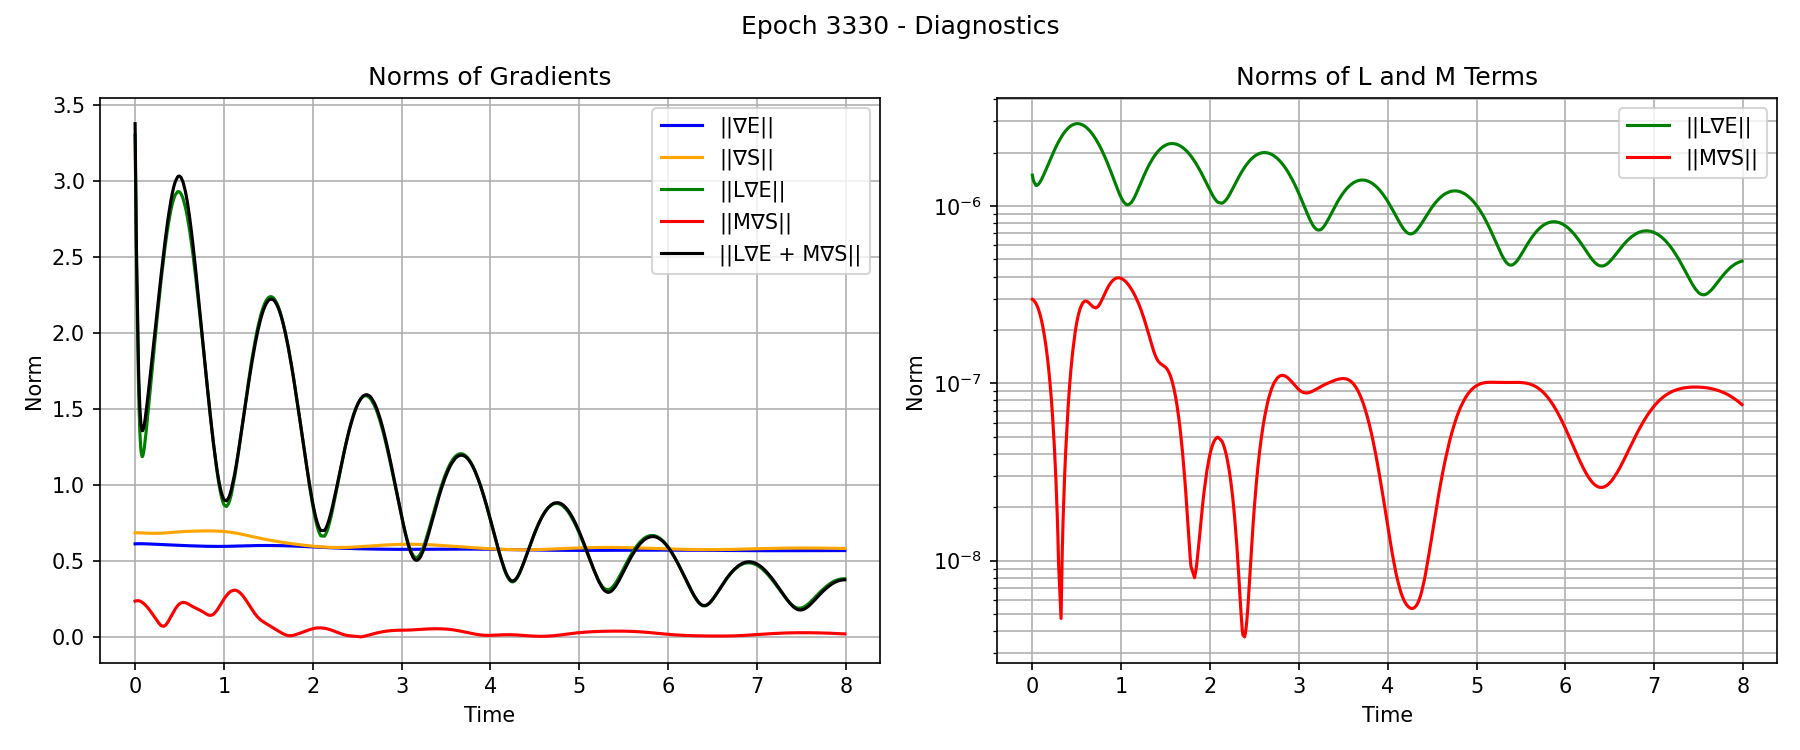 Epoch 3330 - Diagnostics
Norms of Gradients
3.5
3.0
2.5
2.0
1.5
1.0
0.5
0.0
Norm
0 1 2 3 4 5 6 7 8
Time
||∇E||
||∇S||
||L∇E||
||M∇S||
||L∇E + M∇S||
Norms of L and M Terms
10⁻⁶
10⁻⁷
10⁻⁸
Norm
0 1 2 3 4 5 6 7 8
Time
||L∇E||
||M∇S||